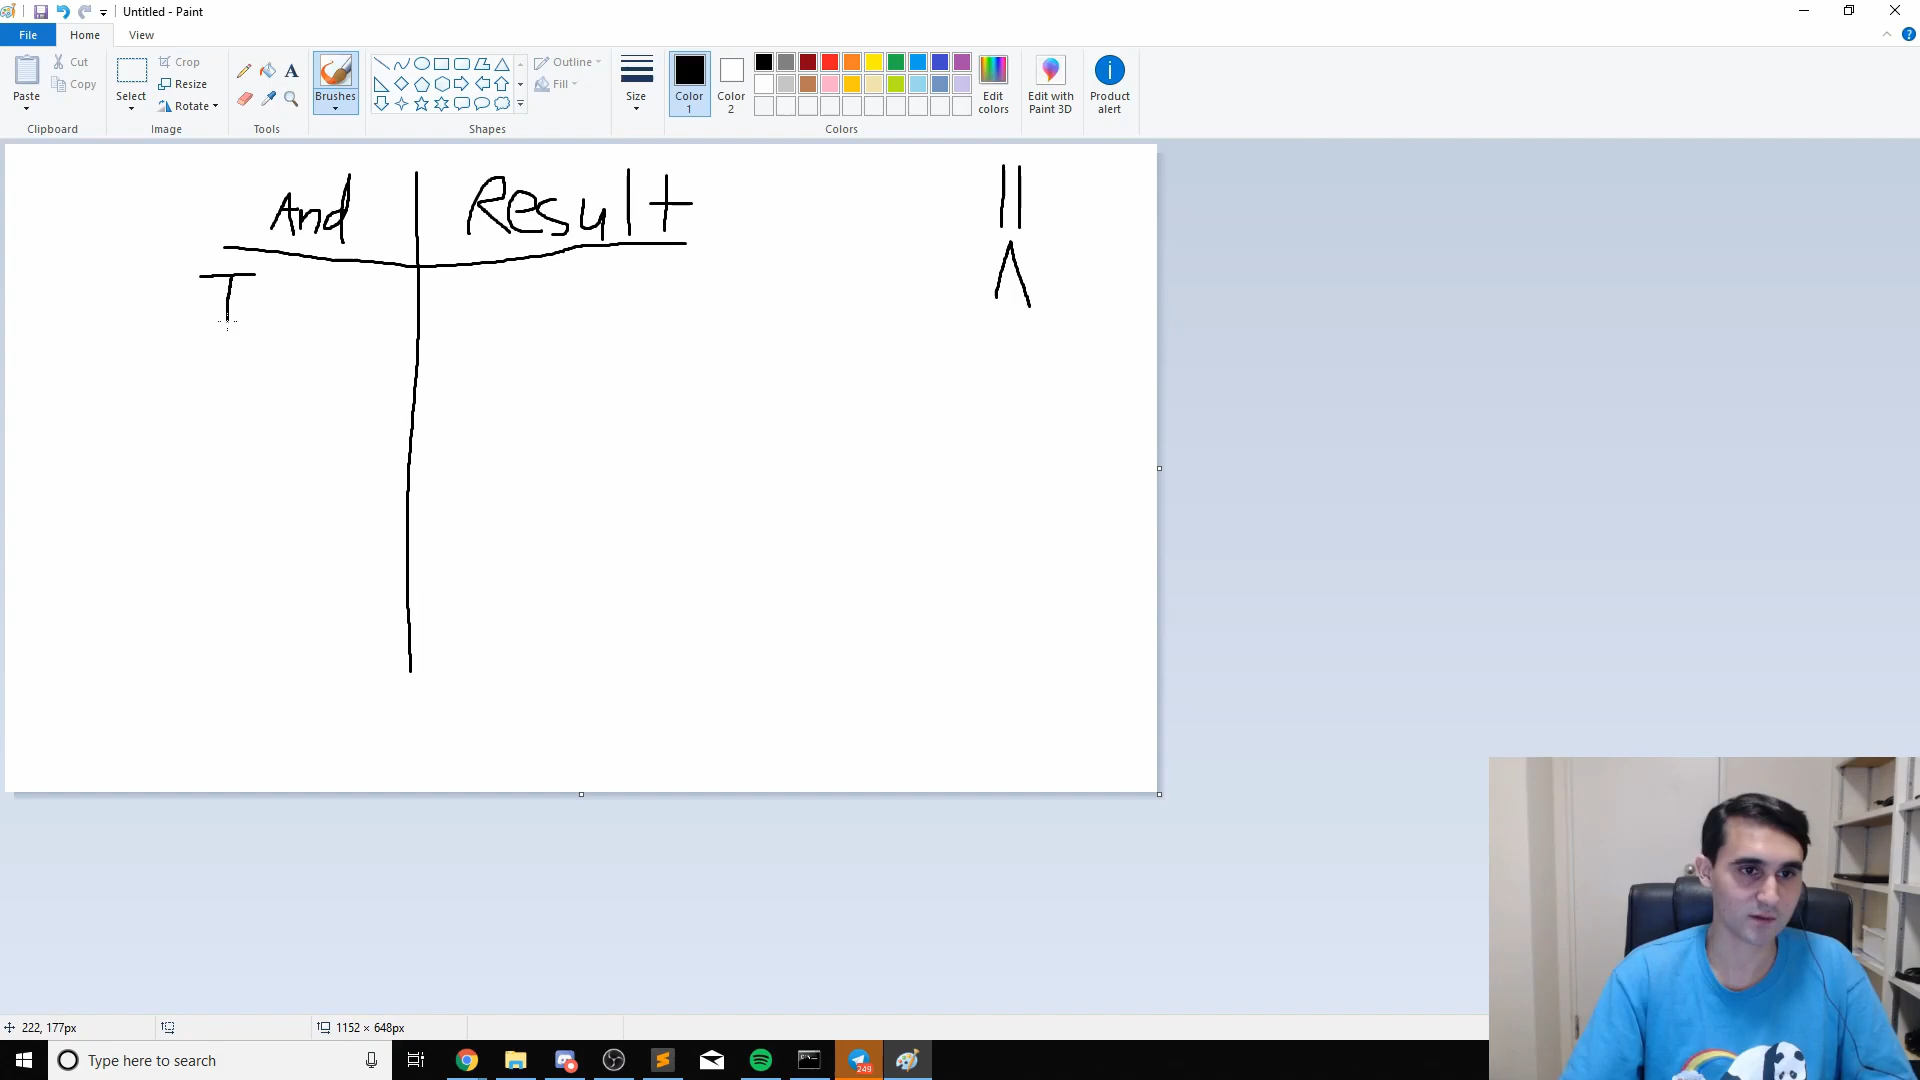 Untitled - Paint
File
Home
View
Paste
Cut
Copy
Clipboard
Select
Crop
Resize
Rotate
Image
A
Tools
Brushes
Outline
Fill
Shapes
Size
Color
1
Color
2
Edit
colors
Colors
Edit with
Paint 3D
Product
alert
And Result
||
T
Λ
222, 177px
1152 × 648px
Type here to search
249